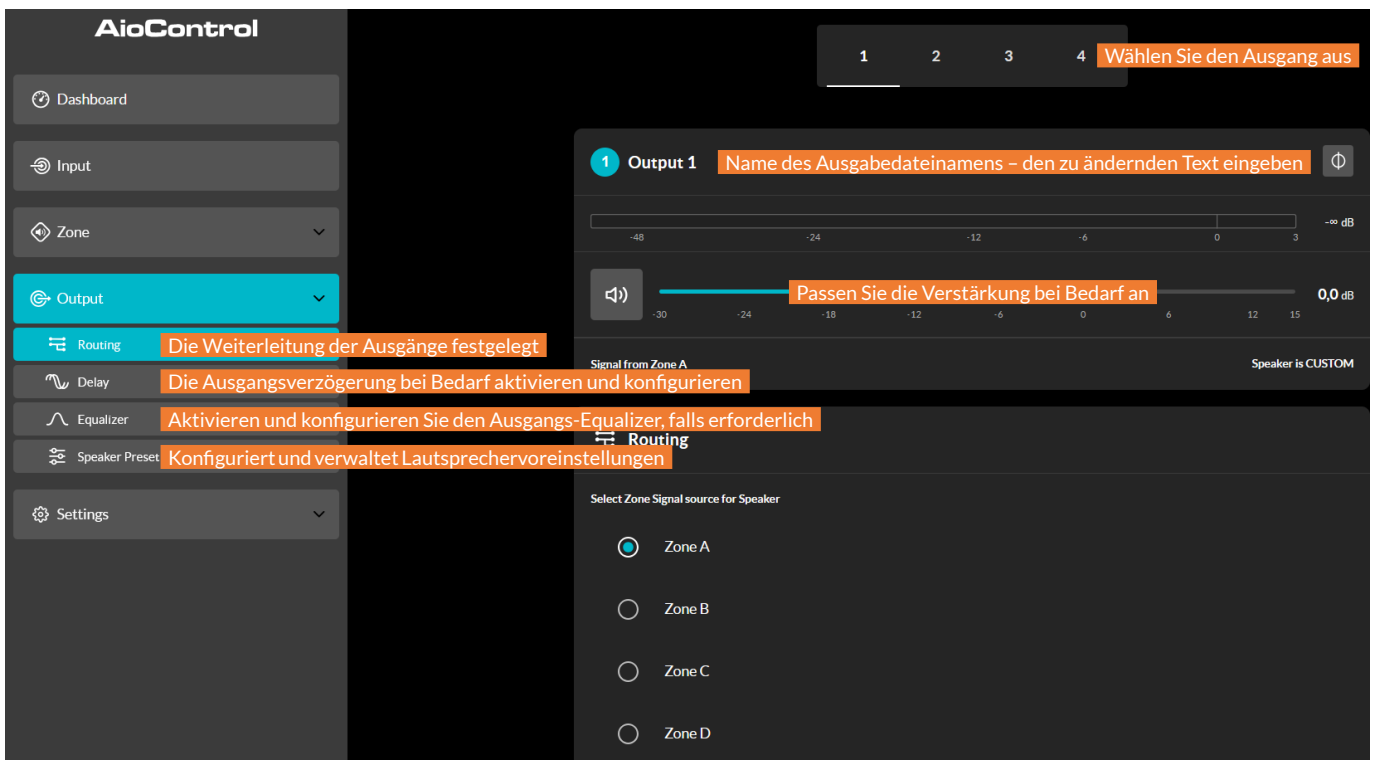 AioControl
Dashboard
Input
Zone
Output
Routing Die Weiterleitung der Ausgänge festgelegt
Delay Die Ausgangsverzögerung bei Bedarf aktivieren und konfigurieren
Equalizer Aktivieren und konfigurieren Sie den Ausgangs-Equalizer, falls erforderlich
Speaker Preset Konfiguriert und verwaltet Lautsprechervoreinstellungen
Settings
1 2 3 4 Wählen Sie den Ausgang aus
1 Output 1 Name des Ausgabedateinamens – den zu ändernden Text eingeben
-∞ dB
-48 -24 -12 -6 0 3
Passen Sie die Verstärkung bei Bedarf an 0,0 dB
-30 -24 -18 -12 -6 0 6 12 15
Signal from Zone A Speaker is CUSTOM
Routing
Select Zone Signal source for Speaker
Zone A
Zone B
Zone C
Zone D